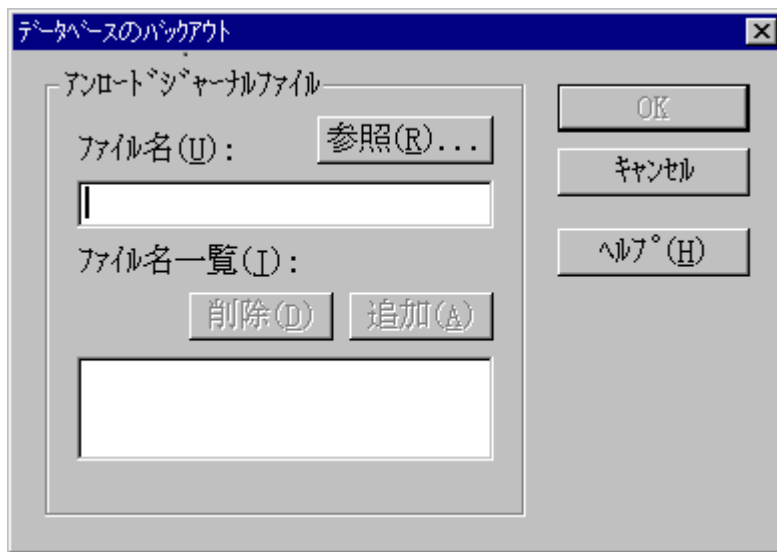 ﾃﾞｰﾀﾍﾞｰｽのﾊﾞｯｸｱｳﾄ
ｱﾝﾛｰﾄﾞｼﾞｬｰﾅﾙﾌｧｲﾙ
ﾌｧｲﾙ名(U):
参照(R)...
ﾌｧｲﾙ名一覧(I):
削除(D)
追加(A)
OK
ｷｬﾝｾﾙ
ﾍﾙﾌﾟ(H)